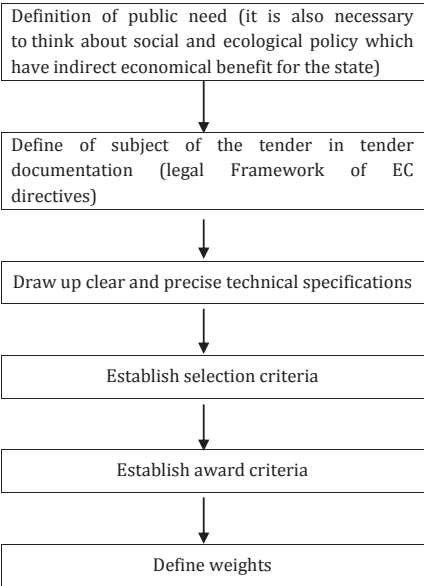 Definition of public need (it is also necessary
to think about social and ecological policy which
have indirect economical benefit for the state)
Define of subject of the tender in tender
documentation (legal Framework of EC
directives)
Draw up clear and precise technical specifications
Establish selection criteria
Establish award criteria
Define weights